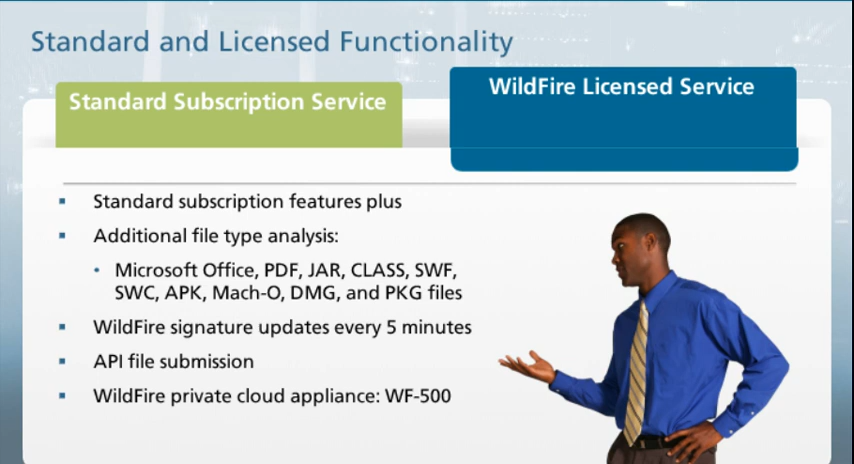 Standard and Licensed Functionality
Standard Subscription Service
WildFire Licensed Service
▪ Standard subscription features plus
▪ Additional file type analysis:
• Microsoft Office, PDF, JAR, CLASS, SWF,
SWC, APK, Mach-O, DMG, and PKG files
▪ WildFire signature updates every 5 minutes
▪ API file submission
▪ WildFire private cloud appliance: WF-500